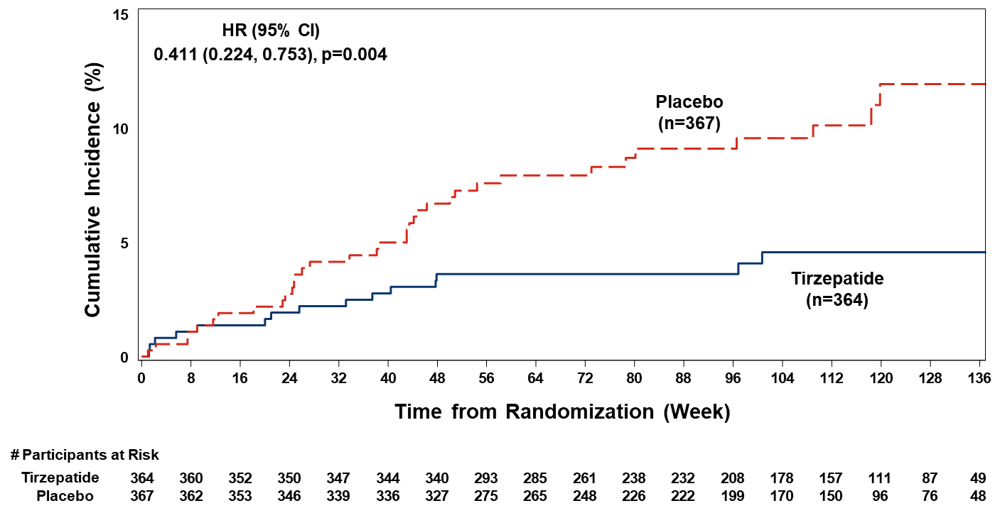 15
HR (95% CI)
0.411 (0.224, 0.753), p=0.004
Placebo
(n=367)
10
Cumulative Incidence (%)
5
Tirzepatide
(n=364)
0
0 8 16 24 32 40 48 56 64 72 80 88 96 104 112 120 128 136
Time from Randomization (Week)
# Participants at Risk
Tirzepatide 364 360 352 350 347 344 340 293 285 261 238 232 208 178 157 111 87 49
Placebo 367 362 353 346 339 336 327 275 265 248 226 222 199 170 150 96 76 48